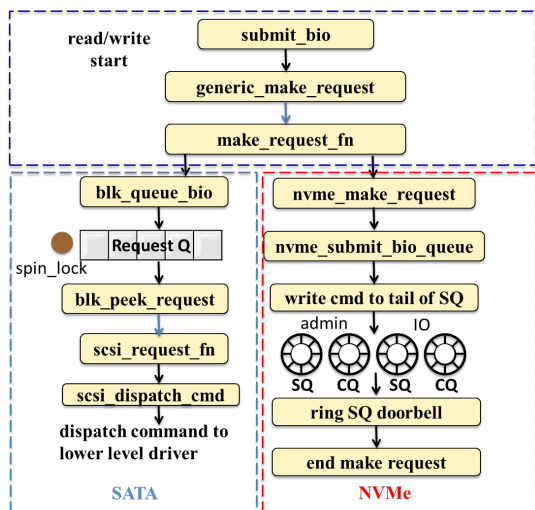 read/write
start
submit_bio
generic_make_request
make_request_fn
blk_queue_bio
Request Q
spin_lock
blk_peek_request
scsi_request_fn
scsi_dispatch_cmd
dispatch command to
lower level driver
SATA
nvme_make_request
nvme_submit_bio_queue
write cmd to tail of SQ
admin IO
SQ CQ SQ CQ
ring SQ doorbell
end make request
NVMe